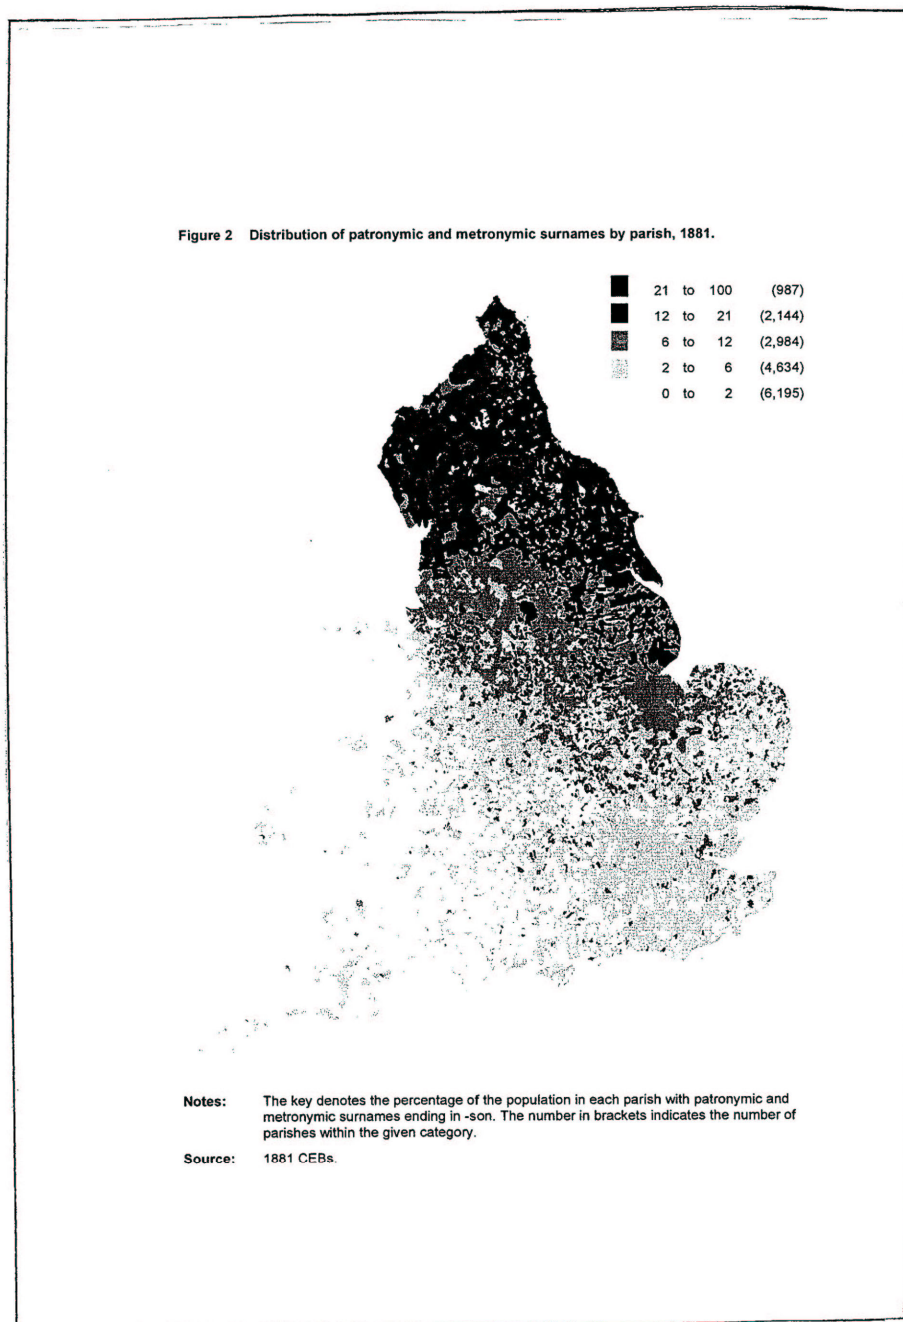 Figure 2 Distribution of patronymic and metronymic surnames by parish, 1881.
21 to 100 (987)
12 to 21 (2,144)
6 to 12 (2,984)
2 to 6 (4,634)
0 to 2 (6,195)
Notes: The key denotes the percentage of the population in each parish with patronymic and
metronymic surnames ending in -son. The number in brackets indicates the number of
parishes within the given category.
Source: 1881 CEBs.